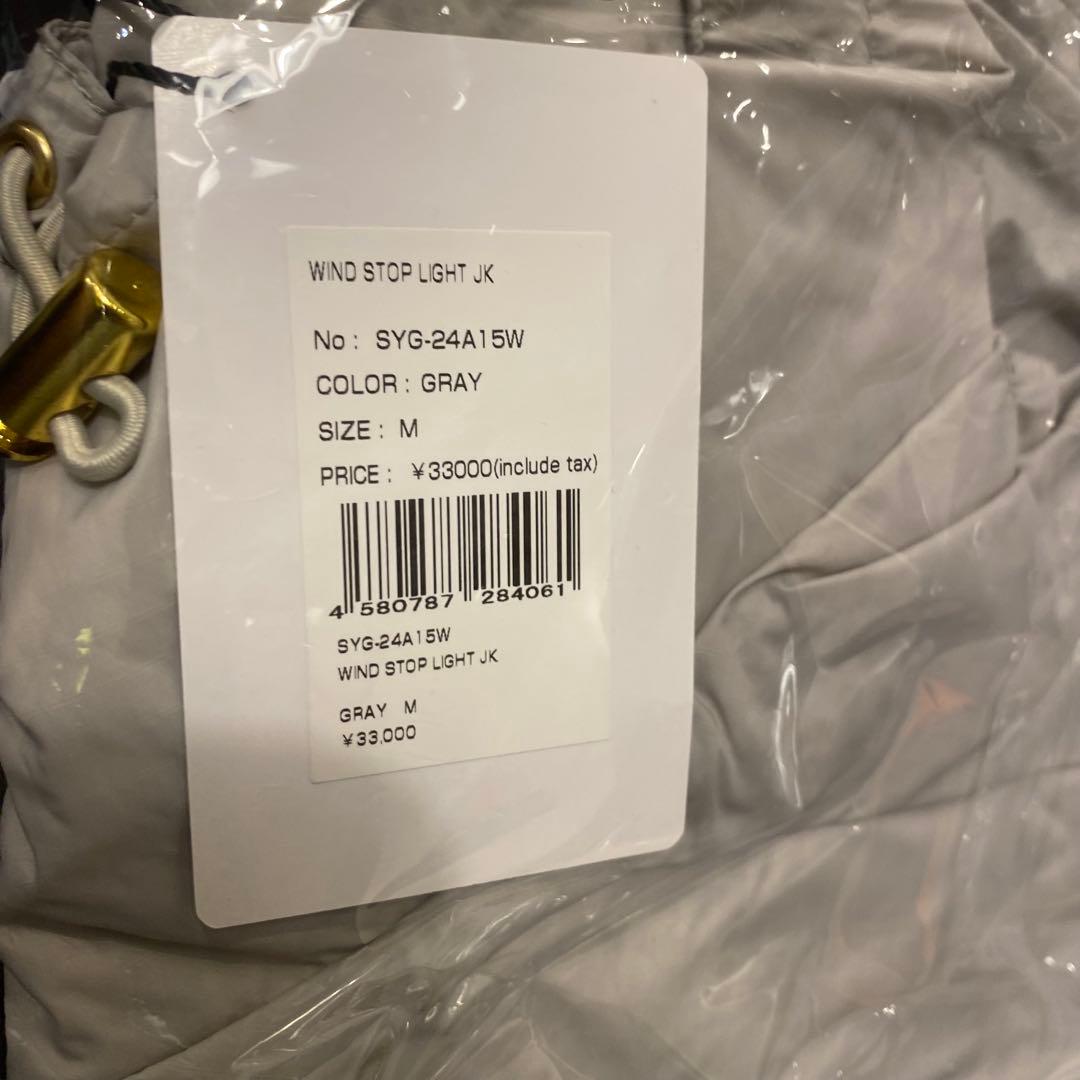 WIND STOP LIGHT JK
No : SYG-24A15W
COLOR : GRAY
SIZE : M
PRICE : ¥33000(include tax)
4 580787 284061
SYG-24A15W
WIND STOP LIGHT JK
GRAY M
¥33,000